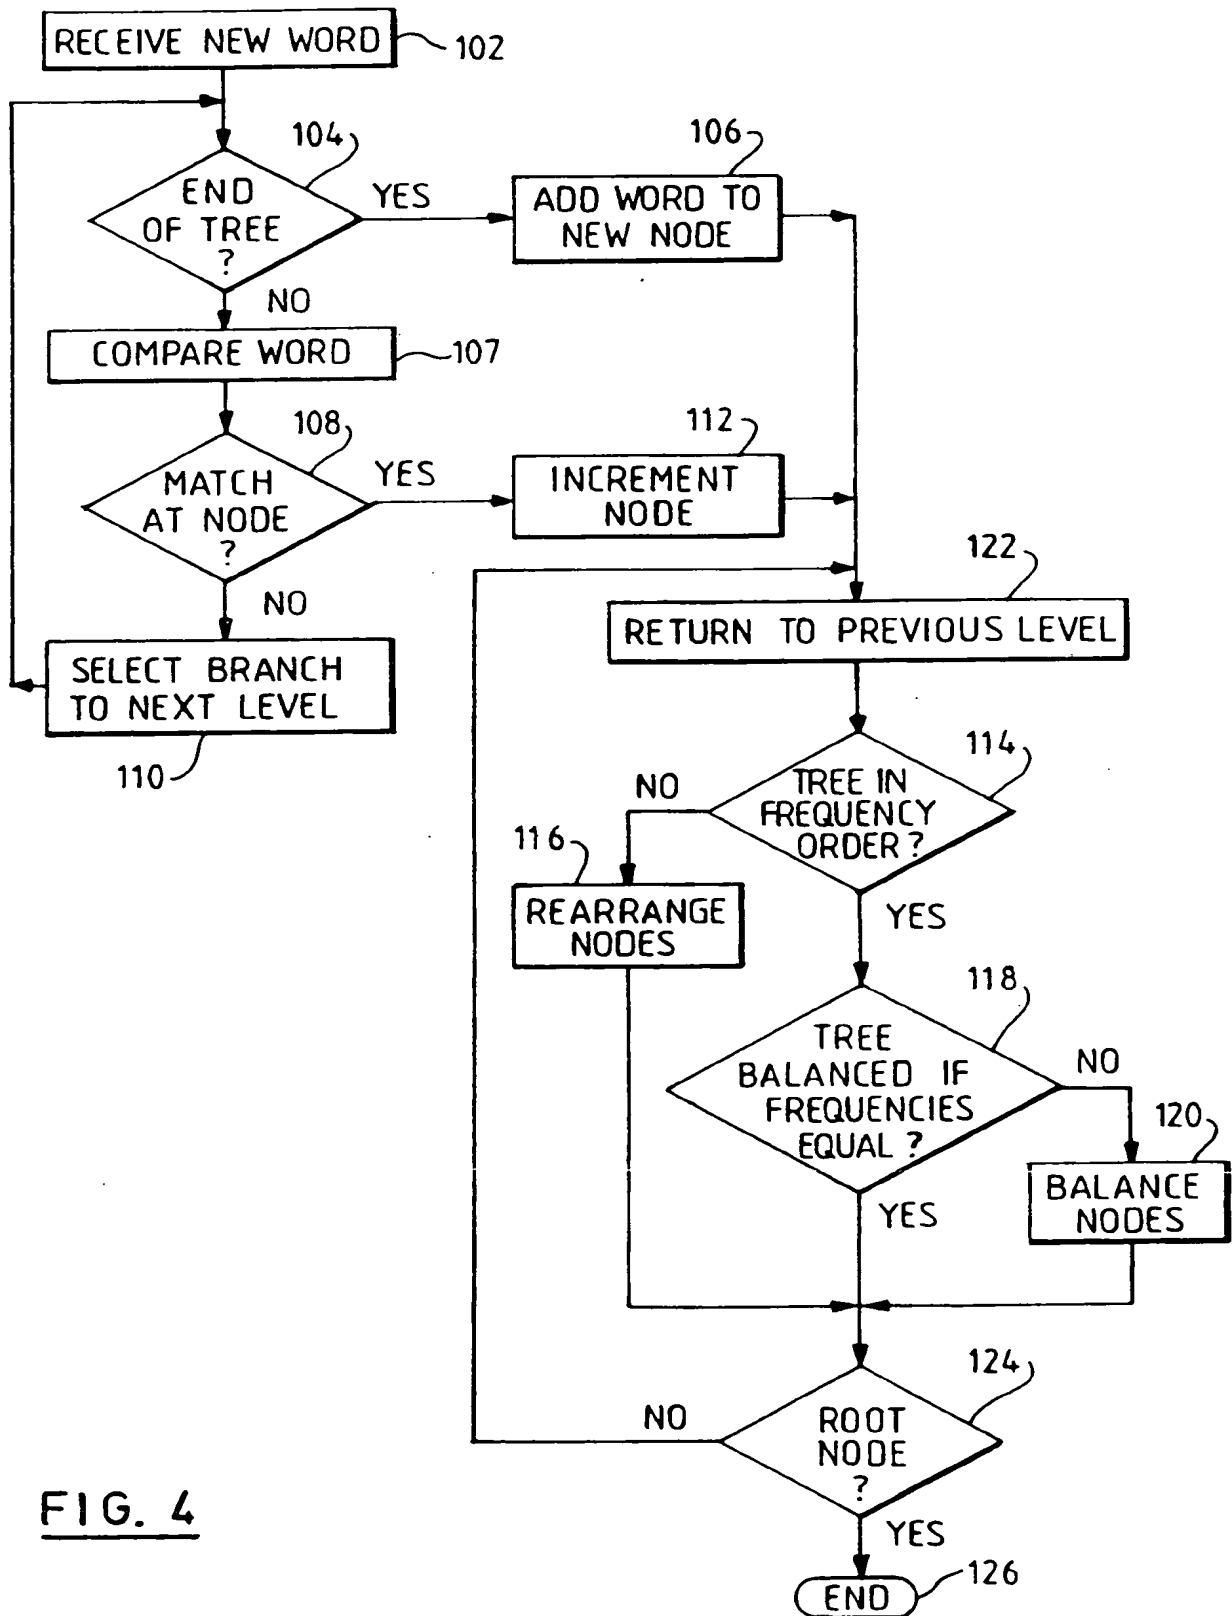 RECEIVE NEW WORD
102
104
END
OF TREE
?
YES
106
ADD WORD TO
NEW NODE
NO
COMPARE WORD
107
108
MATCH
AT NODE
?
YES
112
INCREMENT
NODE
NO
SELECT BRANCH
TO NEXT LEVEL
110
122
RETURN TO PREVIOUS LEVEL
114
TREE IN
FREQUENCY
ORDER?
NO
116
REARRANGE
NODES
YES
118
TREE
BALANCED IF
FREQUENCIES
EQUAL?
NO
120
BALANCE
NODES
YES
124
ROOT
NODE
?
NO
YES
END
126
FIG. 4